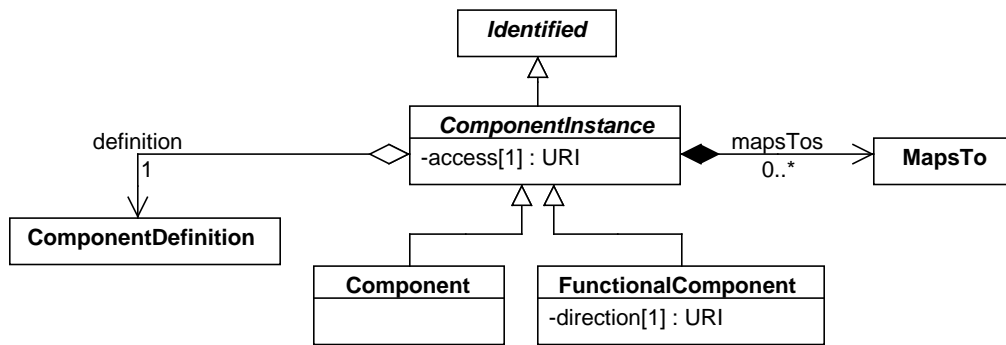 Identified
ComponentInstance
-access[1] : URI
definition
1
mapsTos
0..*
MapsTo
ComponentDefinition
Component
FunctionalComponent
-direction[1] : URI